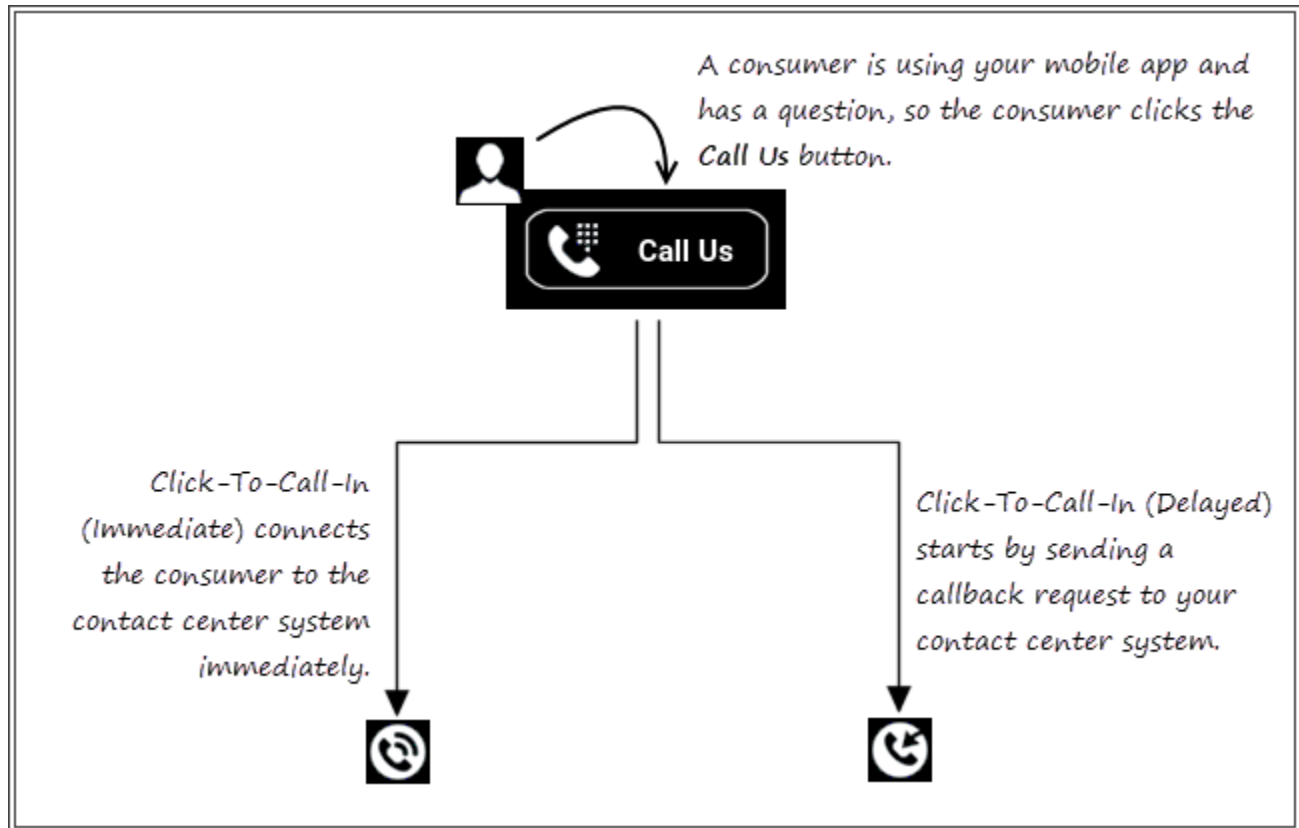 A consumer is using your mobile app and
has a question, so the consumer clicks the
Call Us button.
Call Us
Click-To-Call-In
(Immediate) connects
the consumer to the
contact center system
immediately.
Click-To-Call-In (Delayed)
starts by sending a
callback request to your
contact center system.